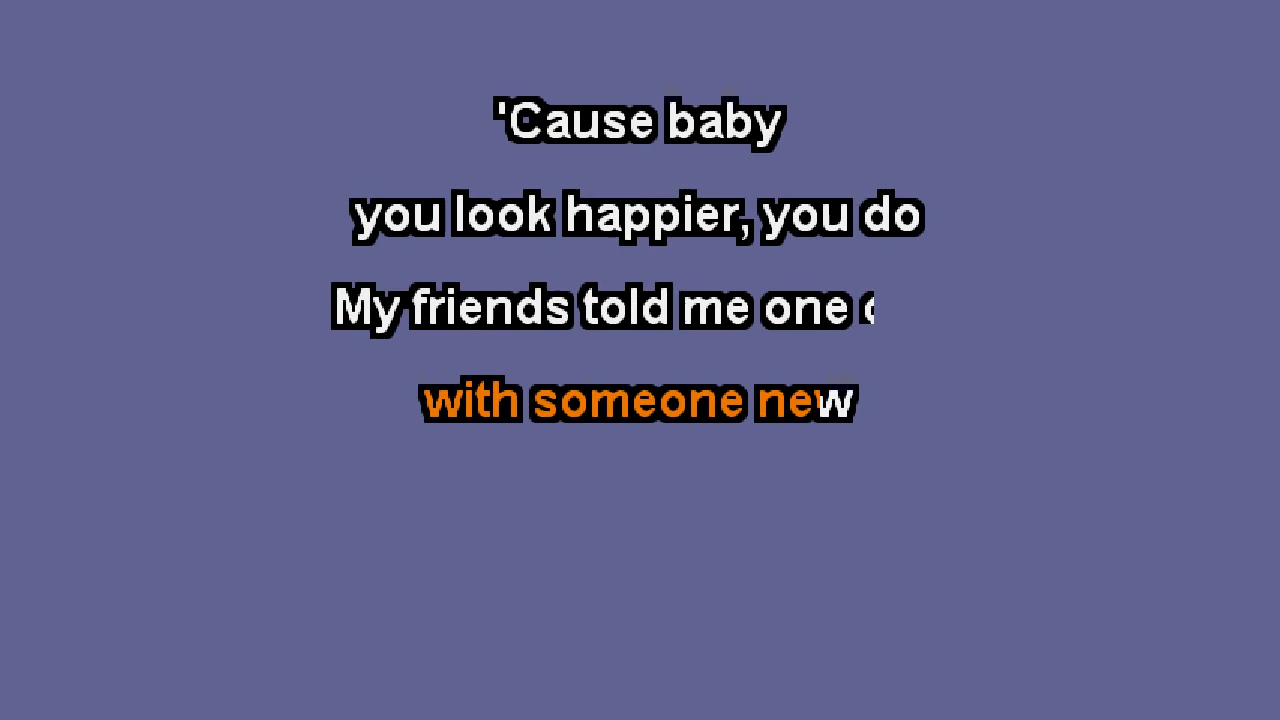 'Cause baby
you look happier, you do
My friends told me one
with someone new